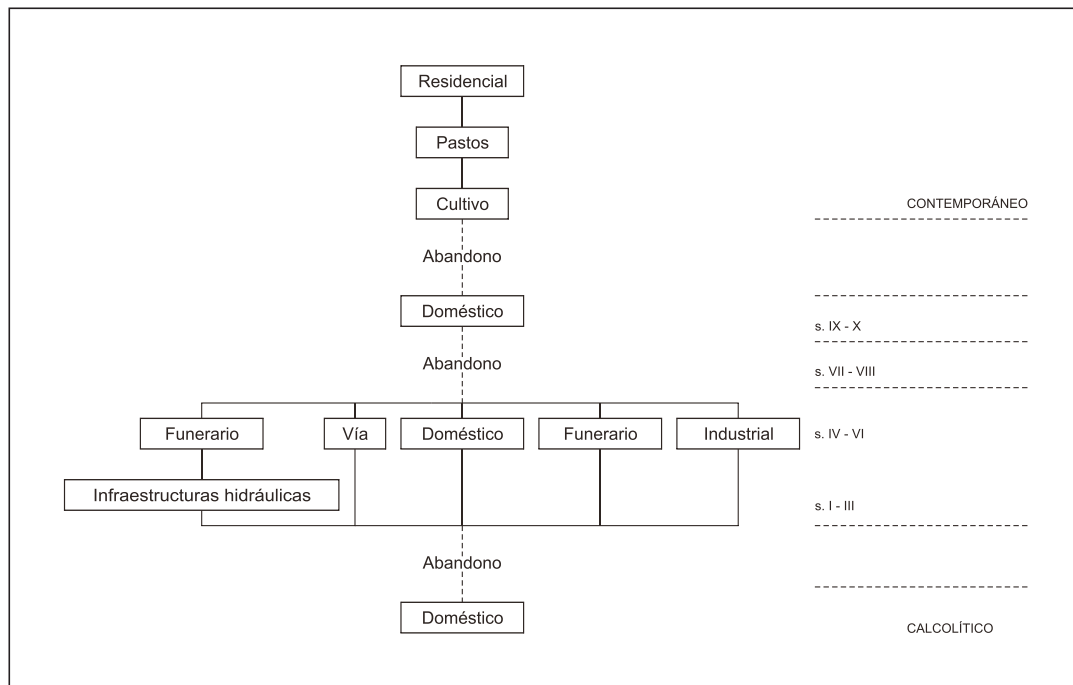 Residencial
Pastos
Cultivo
CONTEMPORÁNEO
Abandono
Doméstico
s. IX - X
Abandono
s. VII - VIII
Funerario
Vía
Doméstico
Funerario
Industrial
s. IV - VI
Infraestructuras hidráulicas
s. I - III
Abandono
Doméstico
CALCOLÍTICO